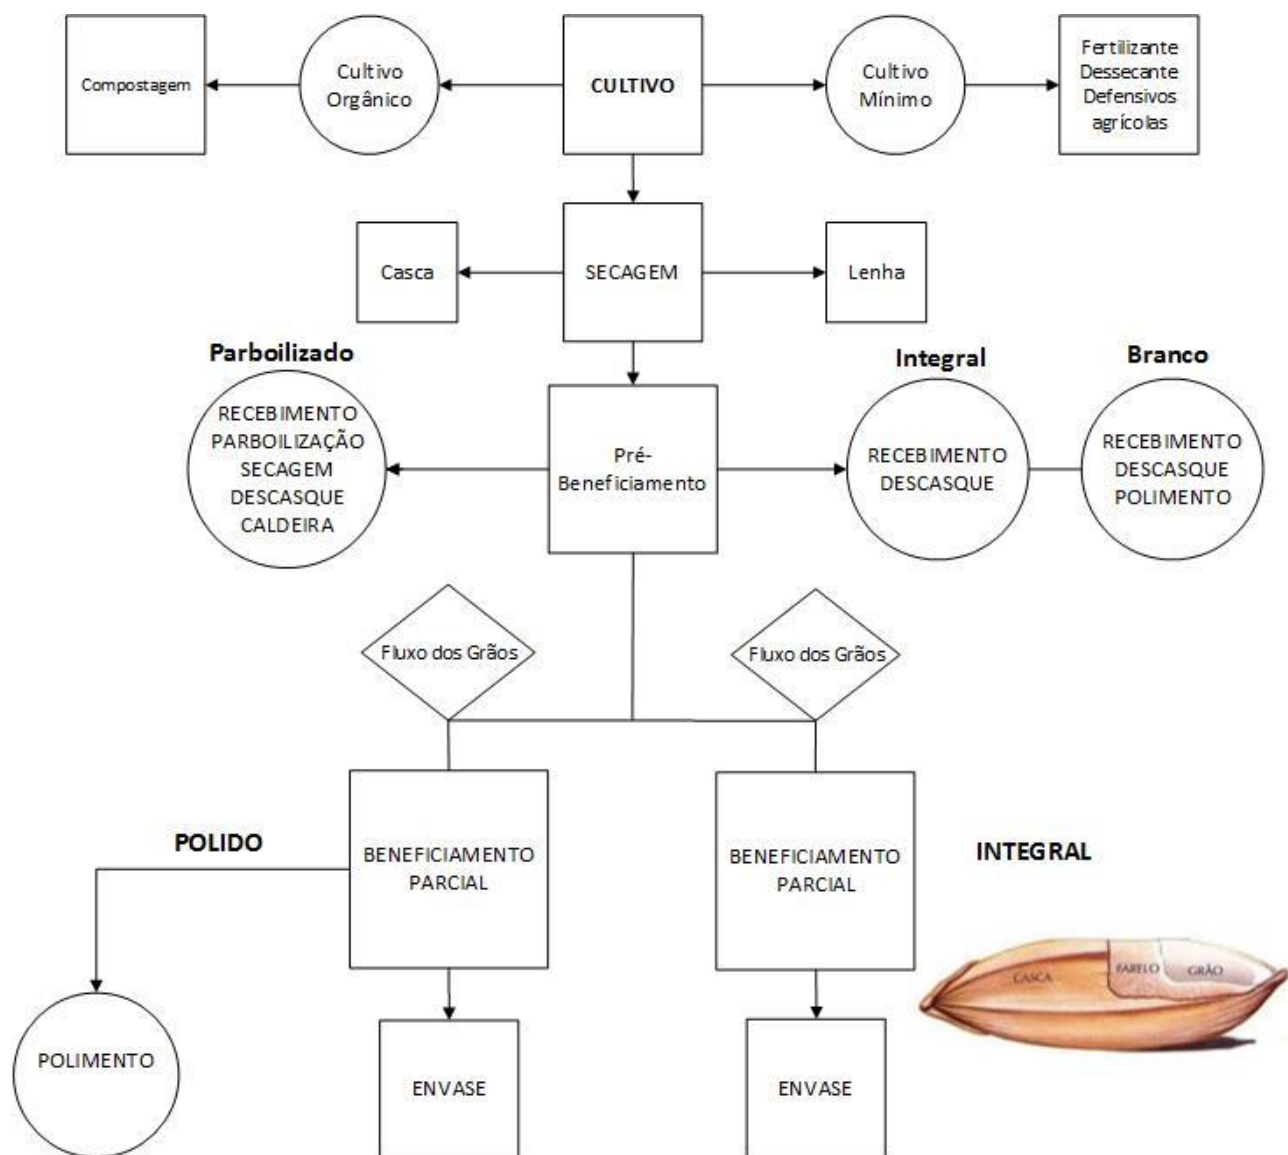 Compostagem
Cultivo
Orgânico
CULTIVO
Cultivo
Mínimo
Fertilizante
Dessecante
Defensivos
agrícolas
Casca
SECAGEM
Lenha
Parboilizado
Integral
Branco
RECEBIMENTO
PARBOILIZAÇÃO
SECAGEM
DESCASQUE
CALDEIRA
Pré-
Beneficiamento
RECEBIMENTO
DESCASQUE
RECEBIMENTO
DESCASQUE
POLIMENTO
Fluxo dos Grãos
Fluxo dos Grãos
POLIDO
BENEFICIAMENTO
PARCIAL
BENEFICIAMENTO
PARCIAL
INTEGRAL
CASCA
FARELO
GRÃO
POLIMENTO
ENVASE
ENVASE